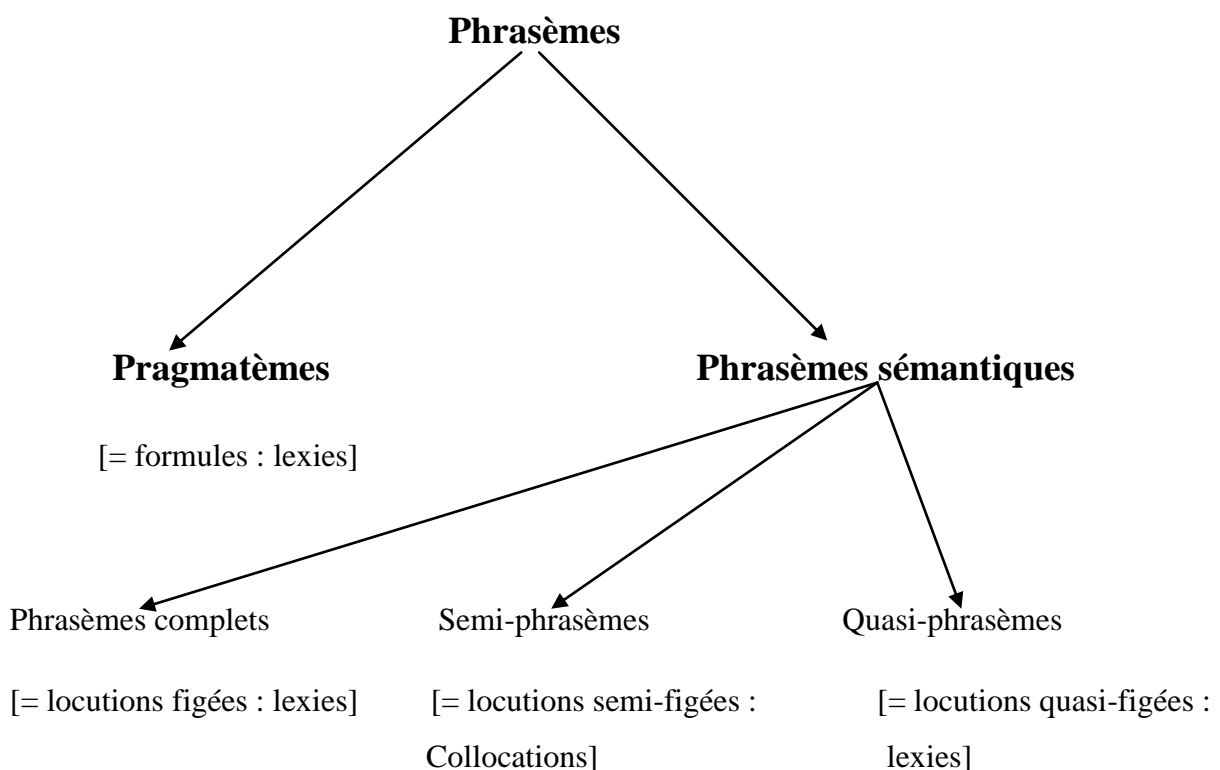 Phrasèmes
Pragmatèmes
Phrasèmes sémantiques
[= formules : lexies]
Phrasèmes complets
Semi-phrasèmes
Quasi-phrasèmes
[= locutions figées : lexies]
[= locutions semi-figées :
Collocations]
[= locutions quasi-figées :
lexies]